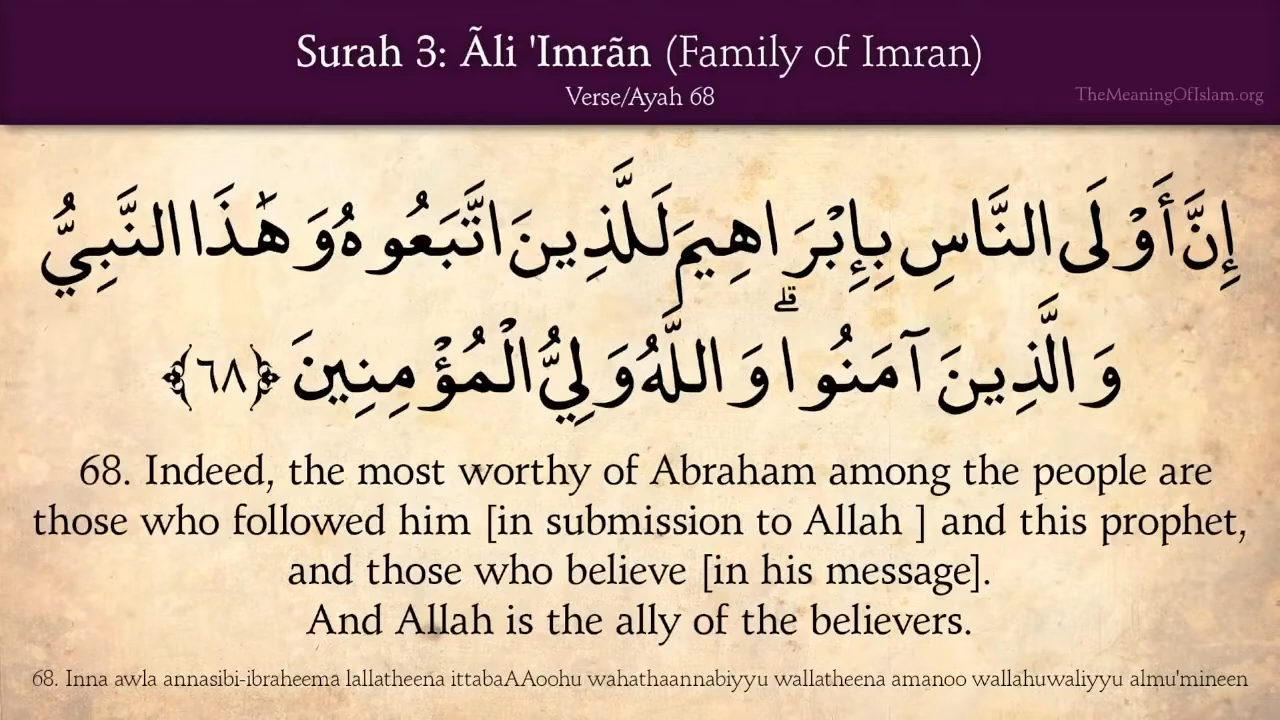 Surah 3: Ãli 'Imrãn (Family of Imran)
Verse/Ayah 68
TheMeaningOfIslam.org
إِنَّ أَوْلَى النَّاسِ بِإِبْرَاهِيمَ لَلَّذِينَ اتَّبَعُوهُ وَهَٰذَا النَّبِيُّ
وَالَّذِينَ آمَنُوا ۗ وَاللَّهُ وَلِيُّ الْمُؤْمِنِينَ ﴿٦٨﴾
68. Indeed, the most worthy of Abraham among the people are
those who followed him [in submission to Allah ] and this prophet,
and those who believe [in his message].
And Allah is the ally of the believers.
68. Inna awla annasibi-ibraheema lallatheena ittabaAAoohu wahathaannabiyyu wallatheena amanoo wallahuwaliyyu almu'mineen